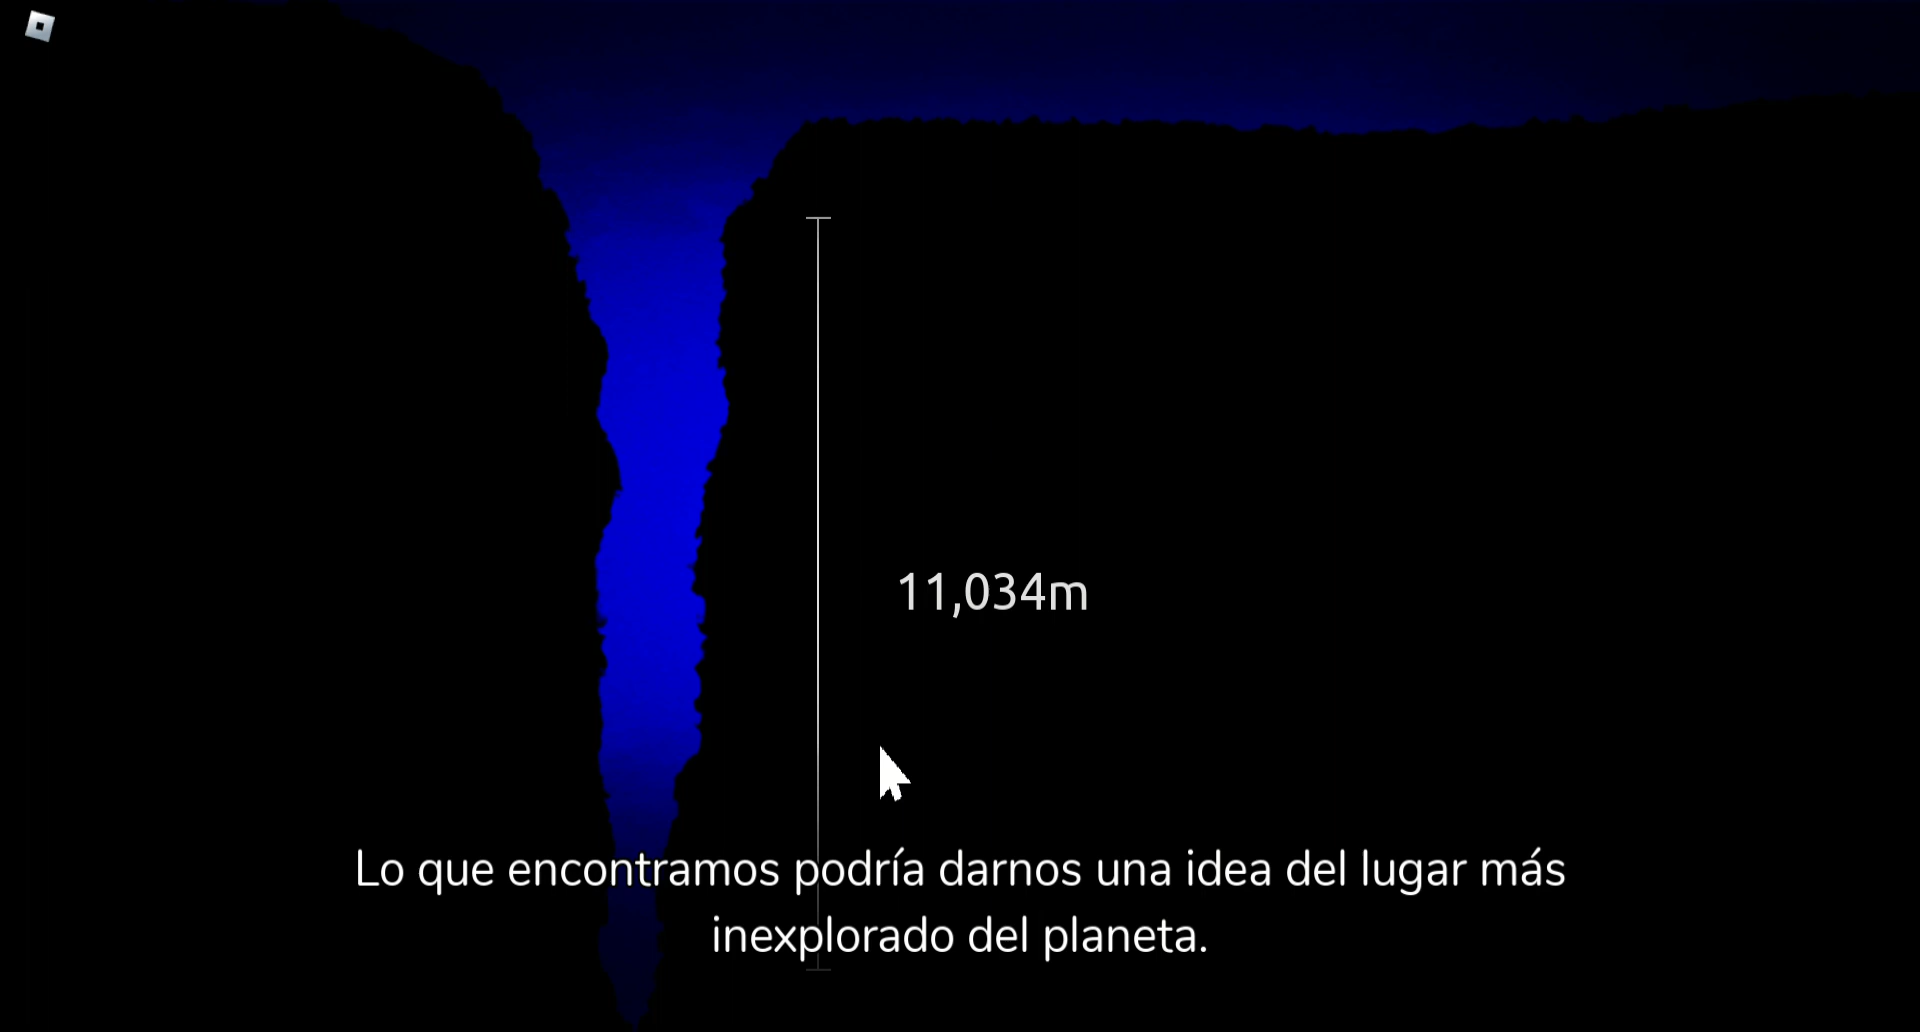 11,034m
Lo que encontramos podría darnos una idea del lugar más
inexplorado del planeta.